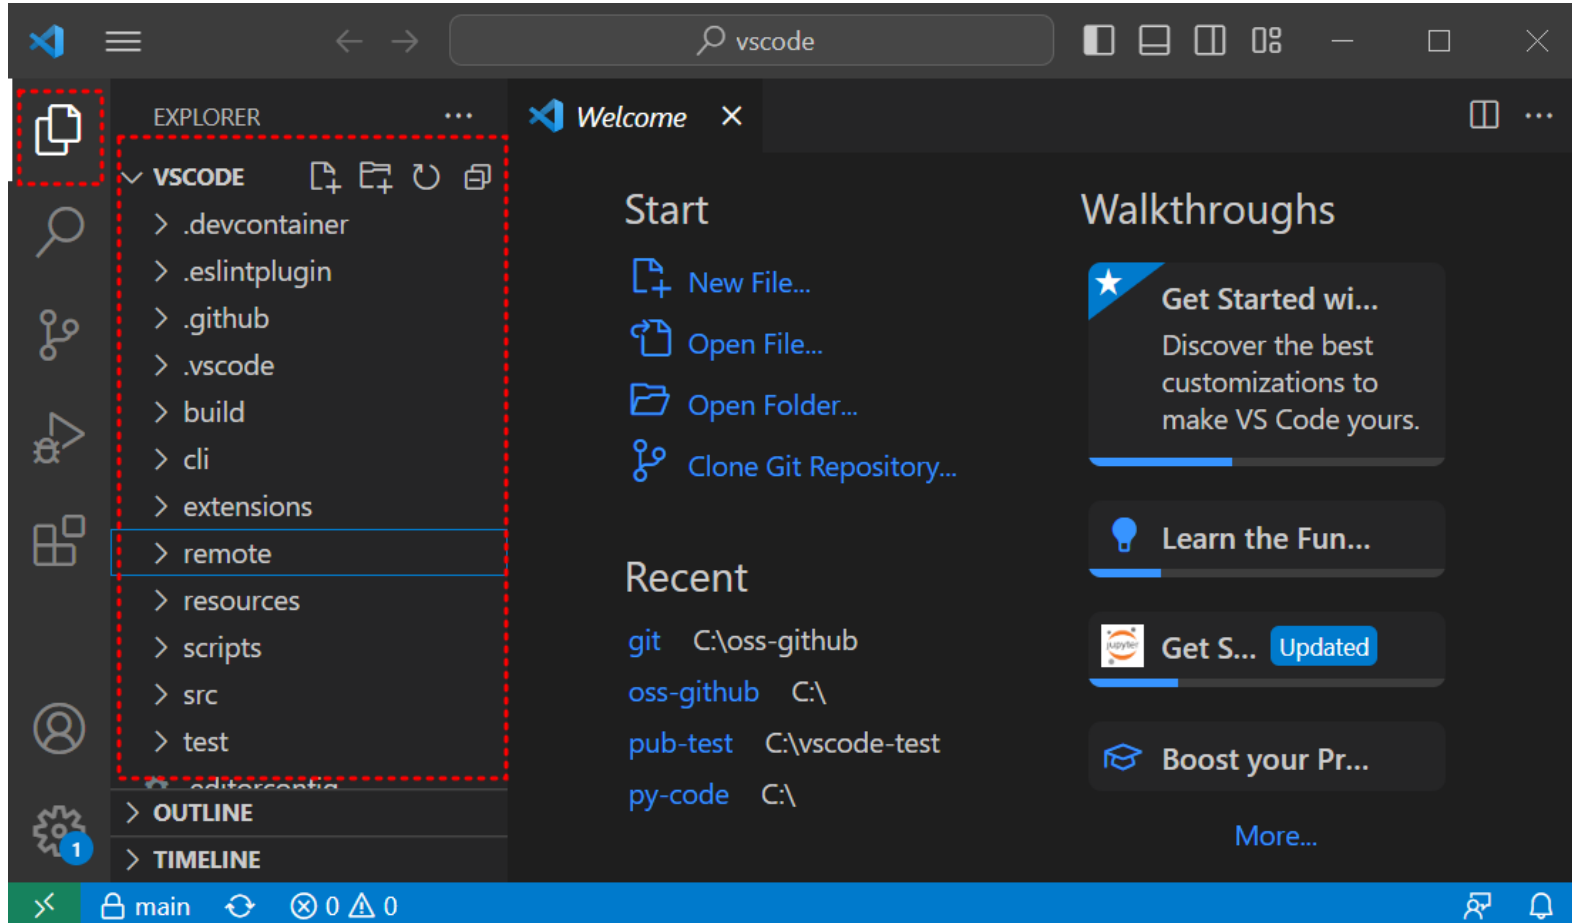 vscode
EXPLORER
Welcome
VSCODE
.devcontainer
.eslintplugin
.github
.vscode
build
cli
extensions
remote
resources
scripts
src
test
.editorconfig
OUTLINE
TIMELINE
Start
New File...
Open File...
Open Folder...
Clone Git Repository...
Recent
git C:\oss-github
oss-github C:\
pub-test C:\vscode-test
py-code C:\
Walkthroughs
Get Started wi...
Discover the best
customizations to
make VS Code yours.
Learn the Fun...
jupyter
Get S... Updated
Boost your Pr...
More...
1
main 0 0